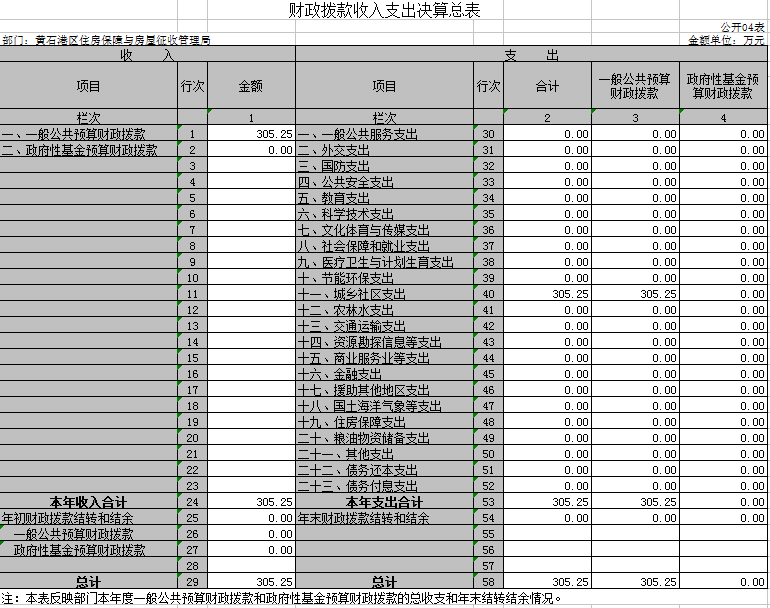 财政拨款收入支出决算总表
公开04表
部门：黄石港区住房保障与房屋征收管理局 金额单位：万元
收 入 支 出
项目 行次 金额 项目 行次 合计 一般公共预算财政拨款 政府性基金预算财政拨款
栏次 1 栏次 2 3 4
一、一般公共预算财政拨款 1 305.25 一、一般公共服务支出 30 0.00 0.00 0.00
二、政府性基金预算财政拨款 2 0.00 二、外交支出 31 0.00 0.00 0.00
3 三、国防支出 32 0.00 0.00 0.00
4 四、公共安全支出 33 0.00 0.00 0.00
5 五、教育支出 34 0.00 0.00 0.00
6 六、科学技术支出 35 0.00 0.00 0.00
7 七、文化体育与传媒支出 36 0.00 0.00 0.00
8 八、社会保障和就业支出 37 0.00 0.00 0.00
9 九、医疗卫生与计划生育支出 38 0.00 0.00 0.00
10 十、节能环保支出 39 0.00 0.00 0.00
11 十一、城乡社区支出 40 305.25 305.25 0.00
12 十二、农林水支出 41 0.00 0.00 0.00
13 十三、交通运输支出 42 0.00 0.00 0.00
14 十四、资源勘探信息等支出 43 0.00 0.00 0.00
15 十五、商业服务业等支出 44 0.00 0.00 0.00
16 十六、金融支出 45 0.00 0.00 0.00
17 十七、援助其他地区支出 46 0.00 0.00 0.00
18 十八、国土海洋气象等支出 47 0.00 0.00 0.00
19 十九、住房保障支出 48 0.00 0.00 0.00
20 二十、粮油物资储备支出 49 0.00 0.00 0.00
21 二十一、其他支出 50 0.00 0.00 0.00
22 二十二、债务还本支出 51 0.00 0.00 0.00
23 二十三、债务付息支出 52 0.00 0.00 0.00
本年收入合计 24 305.25 本年支出合计 53 305.25 305.25 0.00
年初财政拨款结转和结余 25 0.00 年末财政拨款结转和结余 54 0.00 0.00 0.00
一般公共预算财政拨款 26 0.00 55
政府性基金预算财政拨款 27 0.00 56
28 57
总计 29 305.25 总计 58 305.25 305.25 0.00
注：本表反映部门本年度一般公共预算财政拨款和政府性基金预算财政拨款的总收支和年末结转结余情况。